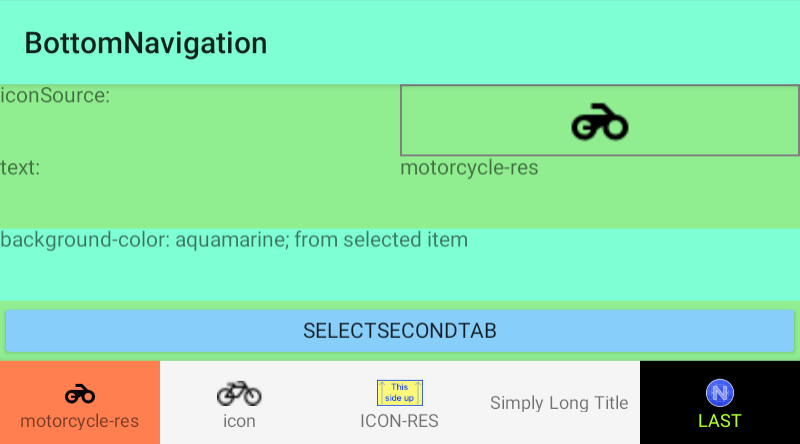 BottomNavigation
iconSource:
text:
motorcycle-res
background-color: aquamarine; from selected item
SELECTSECONDTAB
motorcycle-res
icon
This
side up
ICON-RES
Simply Long Title
N
LAST